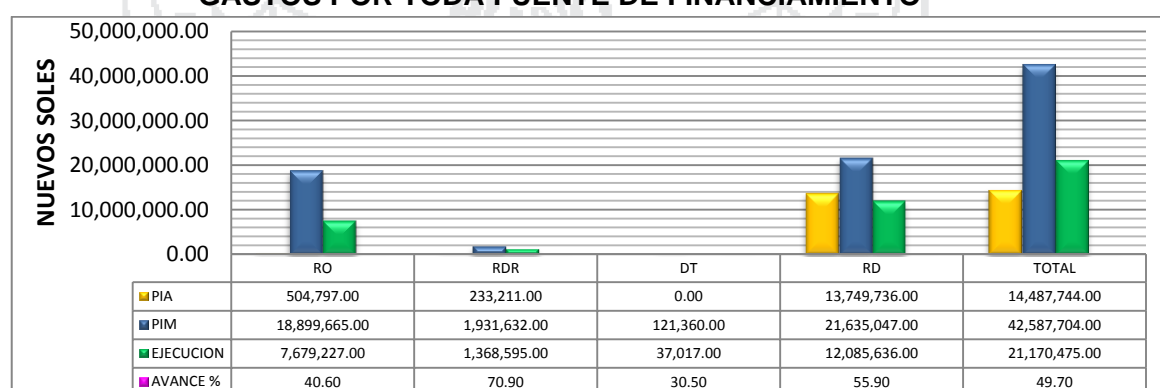 GASTOS POR TODA FUENTE DE FINANCIAMIENTO
NUEVOS SOLES
50,000,000.00
40,000,000.00
30,000,000.00
20,000,000.00
10,000,000.00
0.00
RO RDR DT RD TOTAL
PIA 504,797.00 233,211.00 0.00 13,749,736.00 14,487,744.00
PIM 18,899,665.00 1,931,632.00 121,360.00 21,635,047.00 42,587,704.00
EJECUCION 7,679,227.00 1,368,595.00 37,017.00 12,085,636.00 21,170,475.00
AVANCE % 40.60 70.90 30.50 55.90 49.70